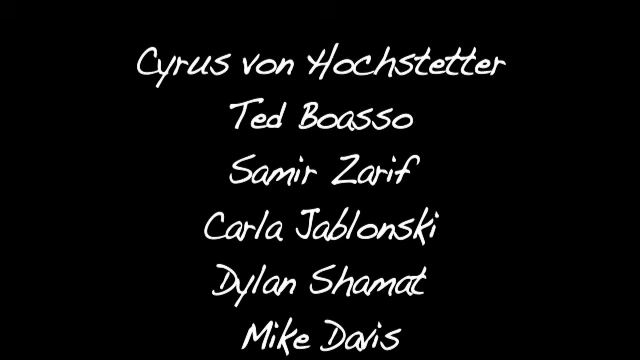 Cyrus von Hochstetter
Ted Boasso
Samir Zarif
Carla Jablonski
Dylan Shamat
Mike Davis